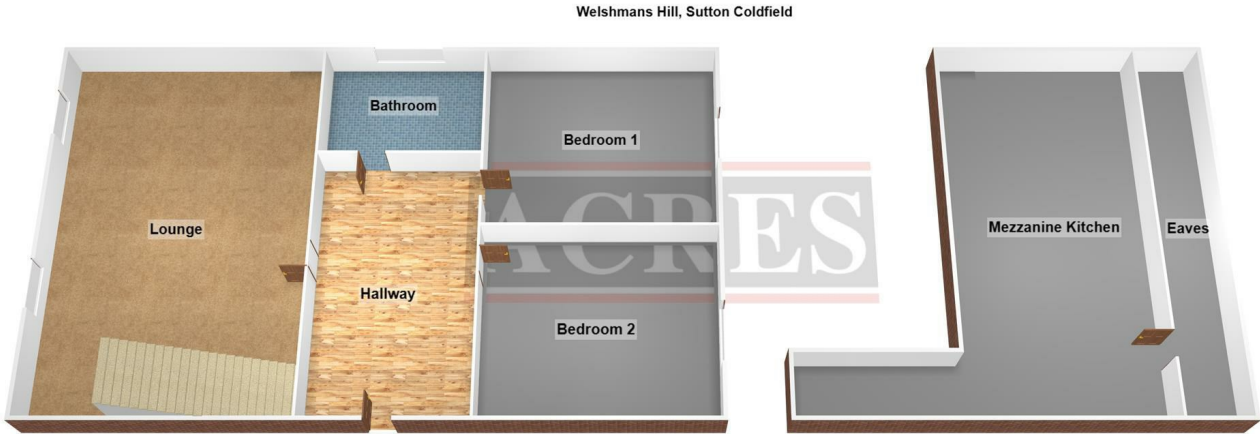 Welshmans Hill, Sutton Coldfield
Bathroom
Bedroom 1
Lounge
Mezzanine Kitchen
Eaves
ACRES
Hallway
Bedroom 2